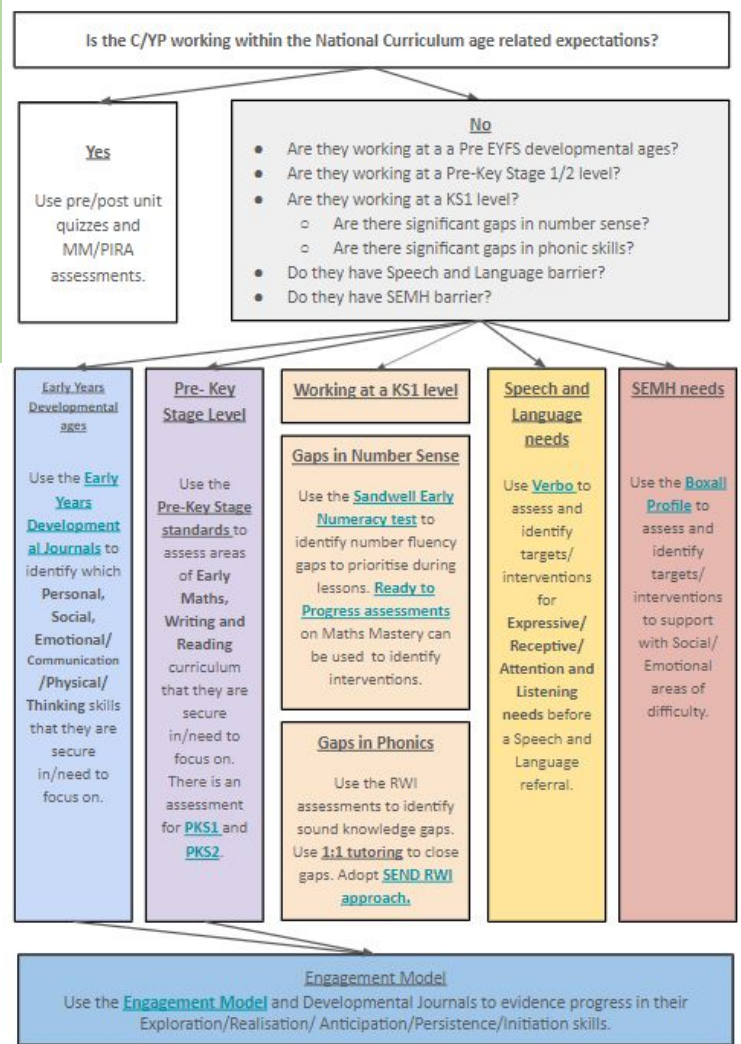 Is the C/YP working within the National Curriculum age related expectations?
Yes
Use pre/post unit
quizzes and
MM/PIRA
assessments.
No
● Are they working at a a Pre EYFS developmental ages?
● Are they working at a Pre-Key Stage 1/2 level?
● Are they working at a KS1 level?
○ Are there significant gaps in number sense?
○ Are there significant gaps in phonic skills?
● Do they have Speech and Language barrier?
● Do they have SEMH barrier?
Early Years
Developmental
ages
Use the Early
Years
Development
al Journals to
identify which
Personal,
Social,
Emotional/
Communication
/Physical/
Thinking skills
that they are
secure
in/need to
focus on.
Pre- Key
Stage Level
Use the
Pre-Key Stage
standards to
assess areas
of Early
Maths,
Writing and
Reading
curriculum
that they are
secure
in/need to
focus on.
There is an
assessment
for PKS1 and
PKS2.
Working at a KS1 level
Gaps in Number Sense
Use the Sandwell Early
Numeracy test to
identify number fluency
gaps to prioritise during
lessons. Ready to
Progress assessments
on Maths Mastery can
be used to identify
interventions.
Gaps in Phonics
Use the RWI
assessments to identify
sound knowledge gaps.
Use 1:1 tutoring to close
gaps. Adopt SEND RWI
approach.
Speech and
Language
needs
Use Verbo to
assess and
identify
targets/
interventions
for
Expressive/
Receptive/
Attention and
Listening
needs before
a Speech and
Language
referral.
SEMH needs
Use the Boxall
Profile to
assess and
identify
targets/
interventions
to support
with Social/
Emotional
areas of
difficulty.
Engagement Model
Use the Engagement Model and Developmental Journals to evidence progress in their
Exploration/Realisation/ Anticipation/Persistence/Initiation skills.